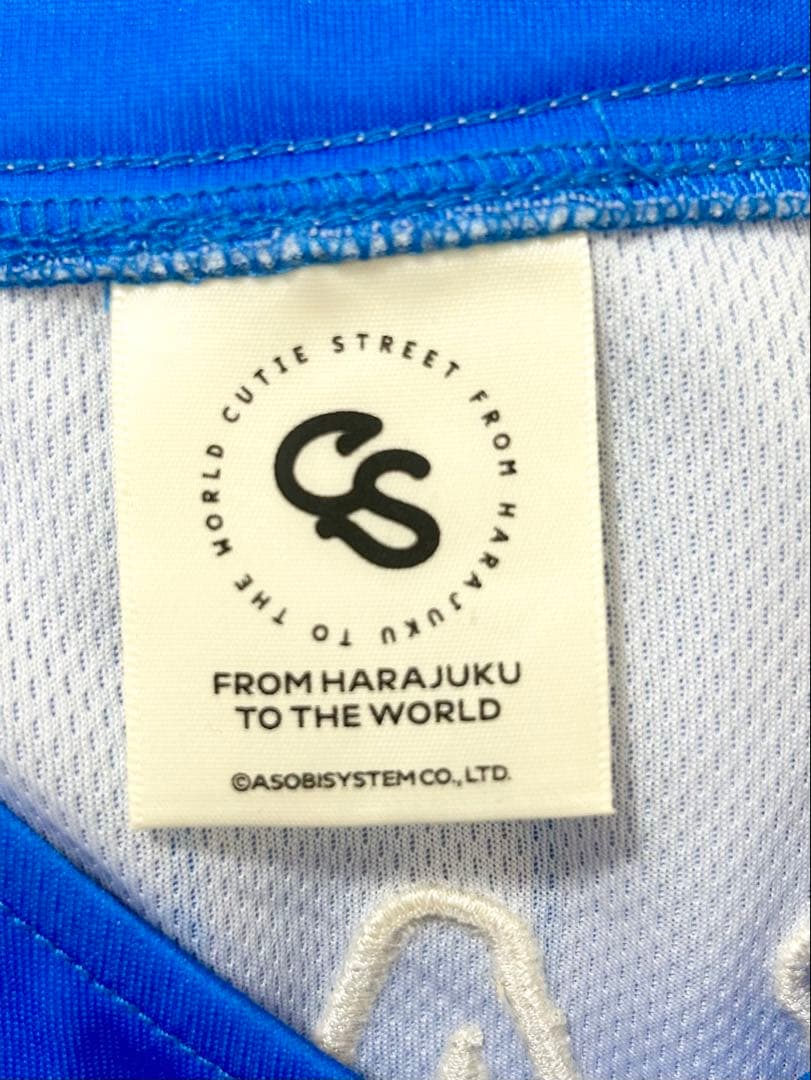 CUTIE STREET FROM HARAJUKU TO THE WORLD
CS
FROM HARAJUKU
TO THE WORLD
©ASOBISYSTEM CO., LTD.